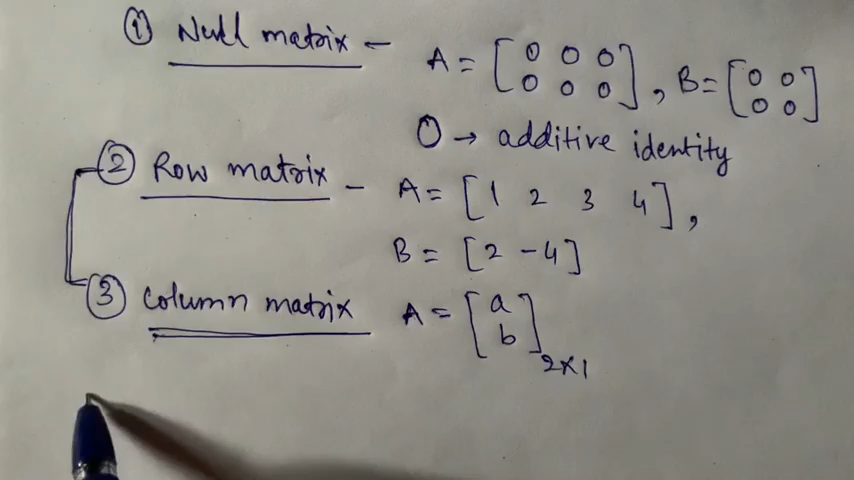 ① Null matrix - A = [0 0 0 0 0 0], B = [0 0 0 0]
0 → additive identity
② Row matrix - A = [1 2 3 4],
B = [2 -4]
③ Column matrix A = [a b]2×1